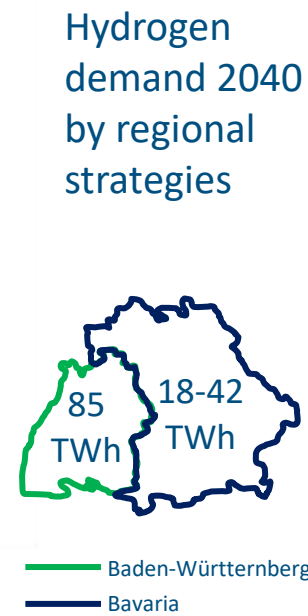 Hydrogen
demand 2040
by regional
strategies
85
TWh
18-42
TWh
Baden-Württernberg
Bavaria